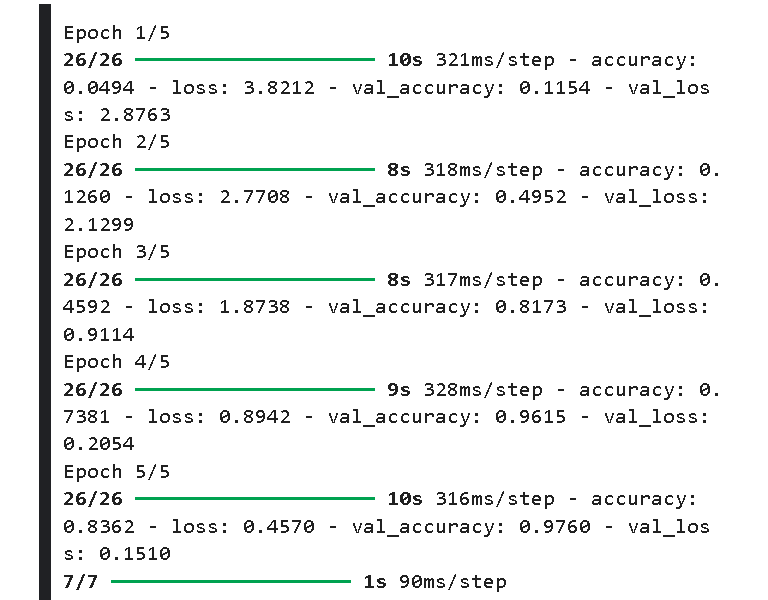 Epoch 1/5
26/26 10s 321ms/step - accuracy:
0.0494 - loss: 3.8212 - val_accuracy: 0.1154 - val_los
s: 2.8763
Epoch 2/5
26/26 8s 318ms/step - accuracy: 0.
1260 - loss: 2.7708 - val_accuracy: 0.4952 - val_loss:
2.1299
Epoch 3/5
26/26 8s 317ms/step - accuracy: 0.
4592 - loss: 1.8738 - val_accuracy: 0.8173 - val_loss:
0.9114
Epoch 4/5
26/26 9s 328ms/step - accuracy: 0.
7381 - loss: 0.8942 - val_accuracy: 0.9615 - val_loss:
0.2054
Epoch 5/5
26/26 10s 316ms/step - accuracy:
0.8362 - loss: 0.4570 - val_accuracy: 0.9760 - val_los
s: 0.1510
7/7 1s 90ms/step